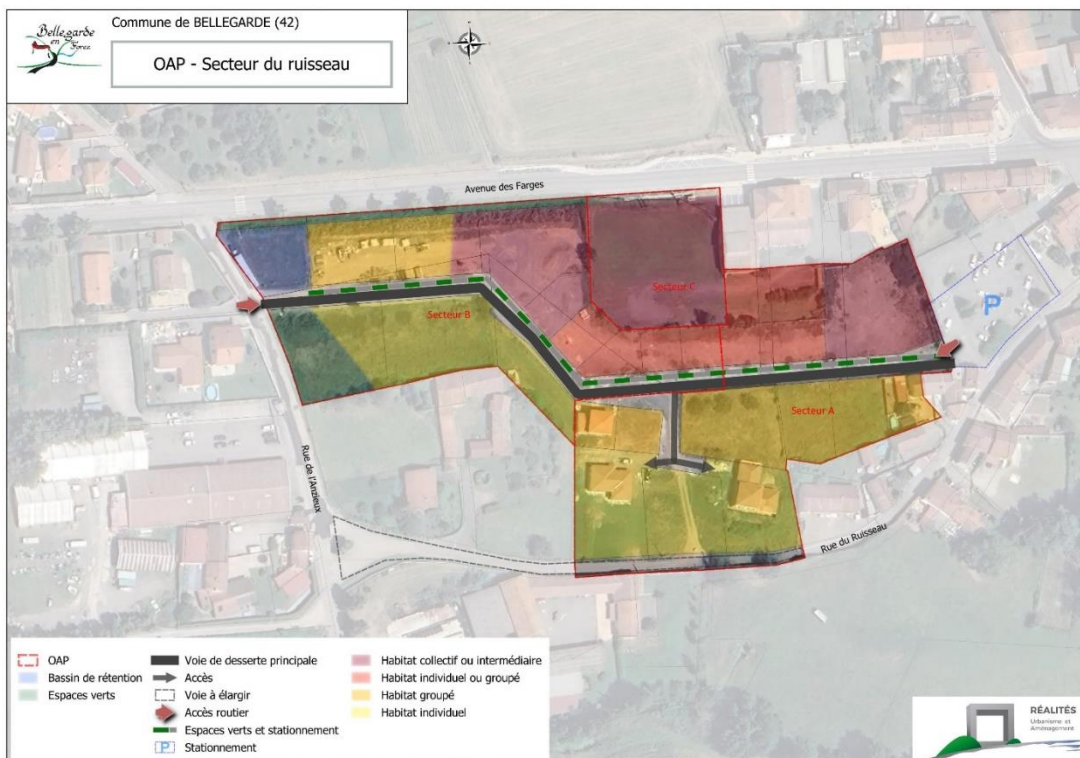 Bellegarde
en
Forez
Commune de BELLEGARDE (42)
OAP - Secteur du ruisseau
Avenue des Farges
Secteur C
Secteur B
P
Secteur A
Rue de l'Anzieux
Rue du Ruisseau
OAP
Bassin de rétention
Espaces verts
Voie de desserte principale
Accès
Voie à élargir
Accès routier
Espaces verts et stationnement
P Stationnement
Habitat collectif ou intermédiaire
Habitat individuel ou groupé
Habitat groupé
Habitat individuel
RÉALITÉS
Urbanisme et
Aménagement